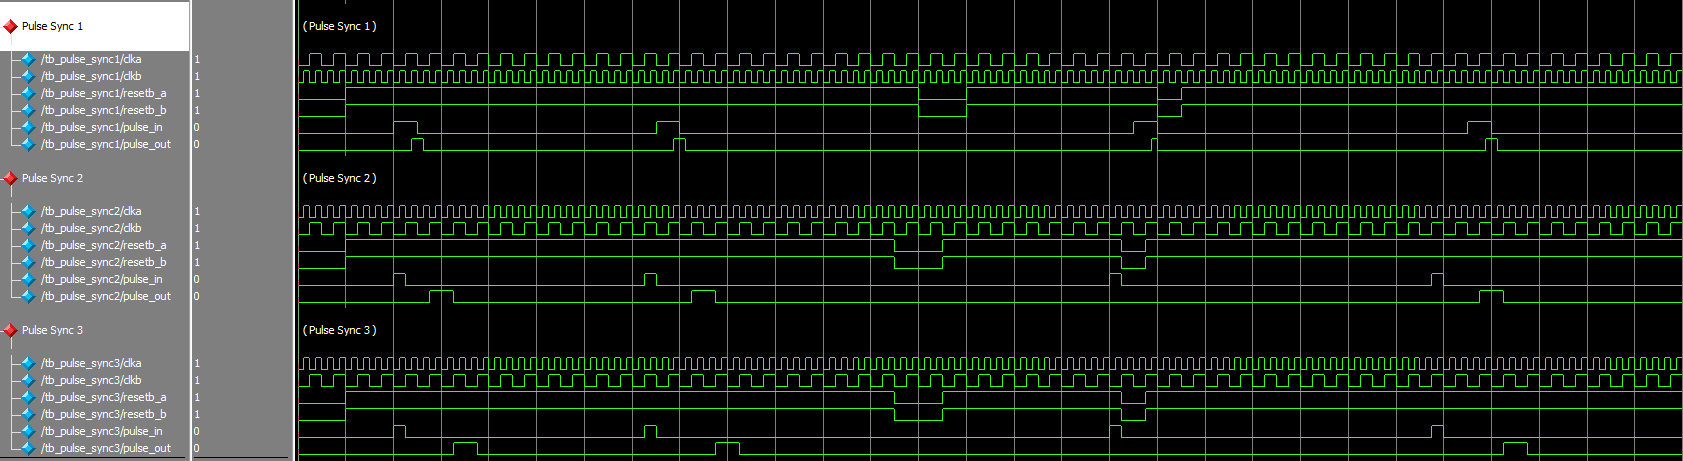 Pulse Sync 1 (Pulse Sync 1)
/tb_pulse_sync1/clka 1
/tb_pulse_sync1/clkb 1
/tb_pulse_sync1/resetb_a 1
/tb_pulse_sync1/resetb_b 1
/tb_pulse_sync1/pulse_in 0
/tb_pulse_sync1/pulse_out 0
Pulse Sync 2 (Pulse Sync 2)
/tb_pulse_sync2/clka 1
/tb_pulse_sync2/clkb 1
/tb_pulse_sync2/resetb_a 1
/tb_pulse_sync2/resetb_b 1
/tb_pulse_sync2/pulse_in 0
/tb_pulse_sync2/pulse_out 0
Pulse Sync 3 (Pulse Sync 3)
/tb_pulse_sync3/clka 1
/tb_pulse_sync3/clkb 1
/tb_pulse_sync3/resetb_a 1
/tb_pulse_sync3/resetb_b 1
/tb_pulse_sync3/pulse_in 0
/tb_pulse_sync3/pulse_out 0